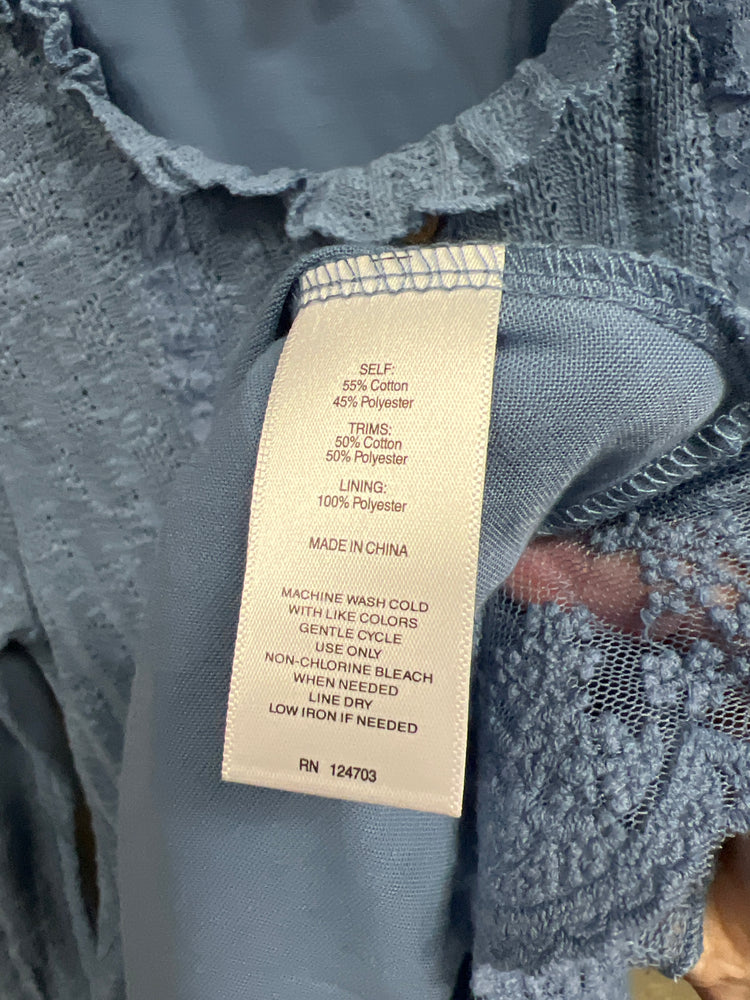 SELF:
55% Cotton
45% Polyester
TRIMS:
50% Cotton
50% Polyester
LINING:
100% Polyester
MADE IN CHINA
MACHINE WASH COLD
WITH LIKE COLORS
GENTLE CYCLE
USE ONLY
NON-CHLORINE BLEACH
WHEN NEEDED
LINE DRY
LOW IRON IF NEEDED
RN 124703